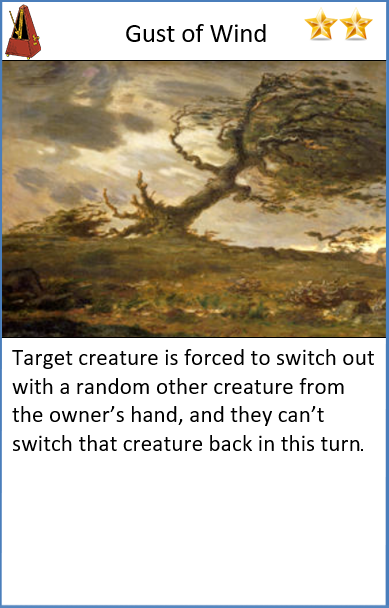 Gust of Wind
Target creature is forced to switch out
with a random other creature from
the owner’s hand, and they can’t
switch that creature back in this turn.